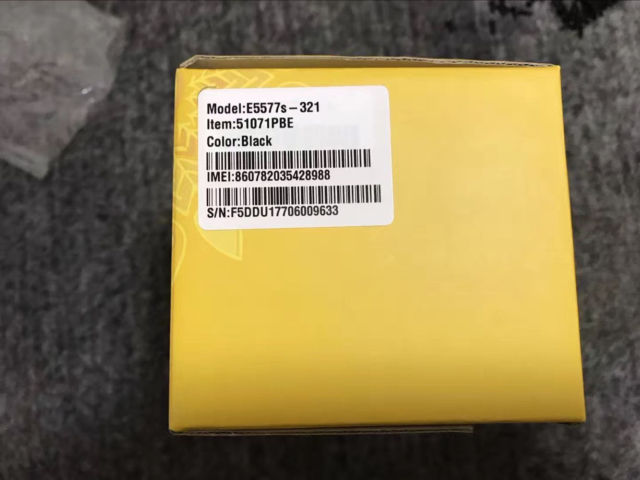 Model:E5577s-321
Item:51071PBE
Color:Black
IMEI:860782035428988
S/N:F5DDU17706009633